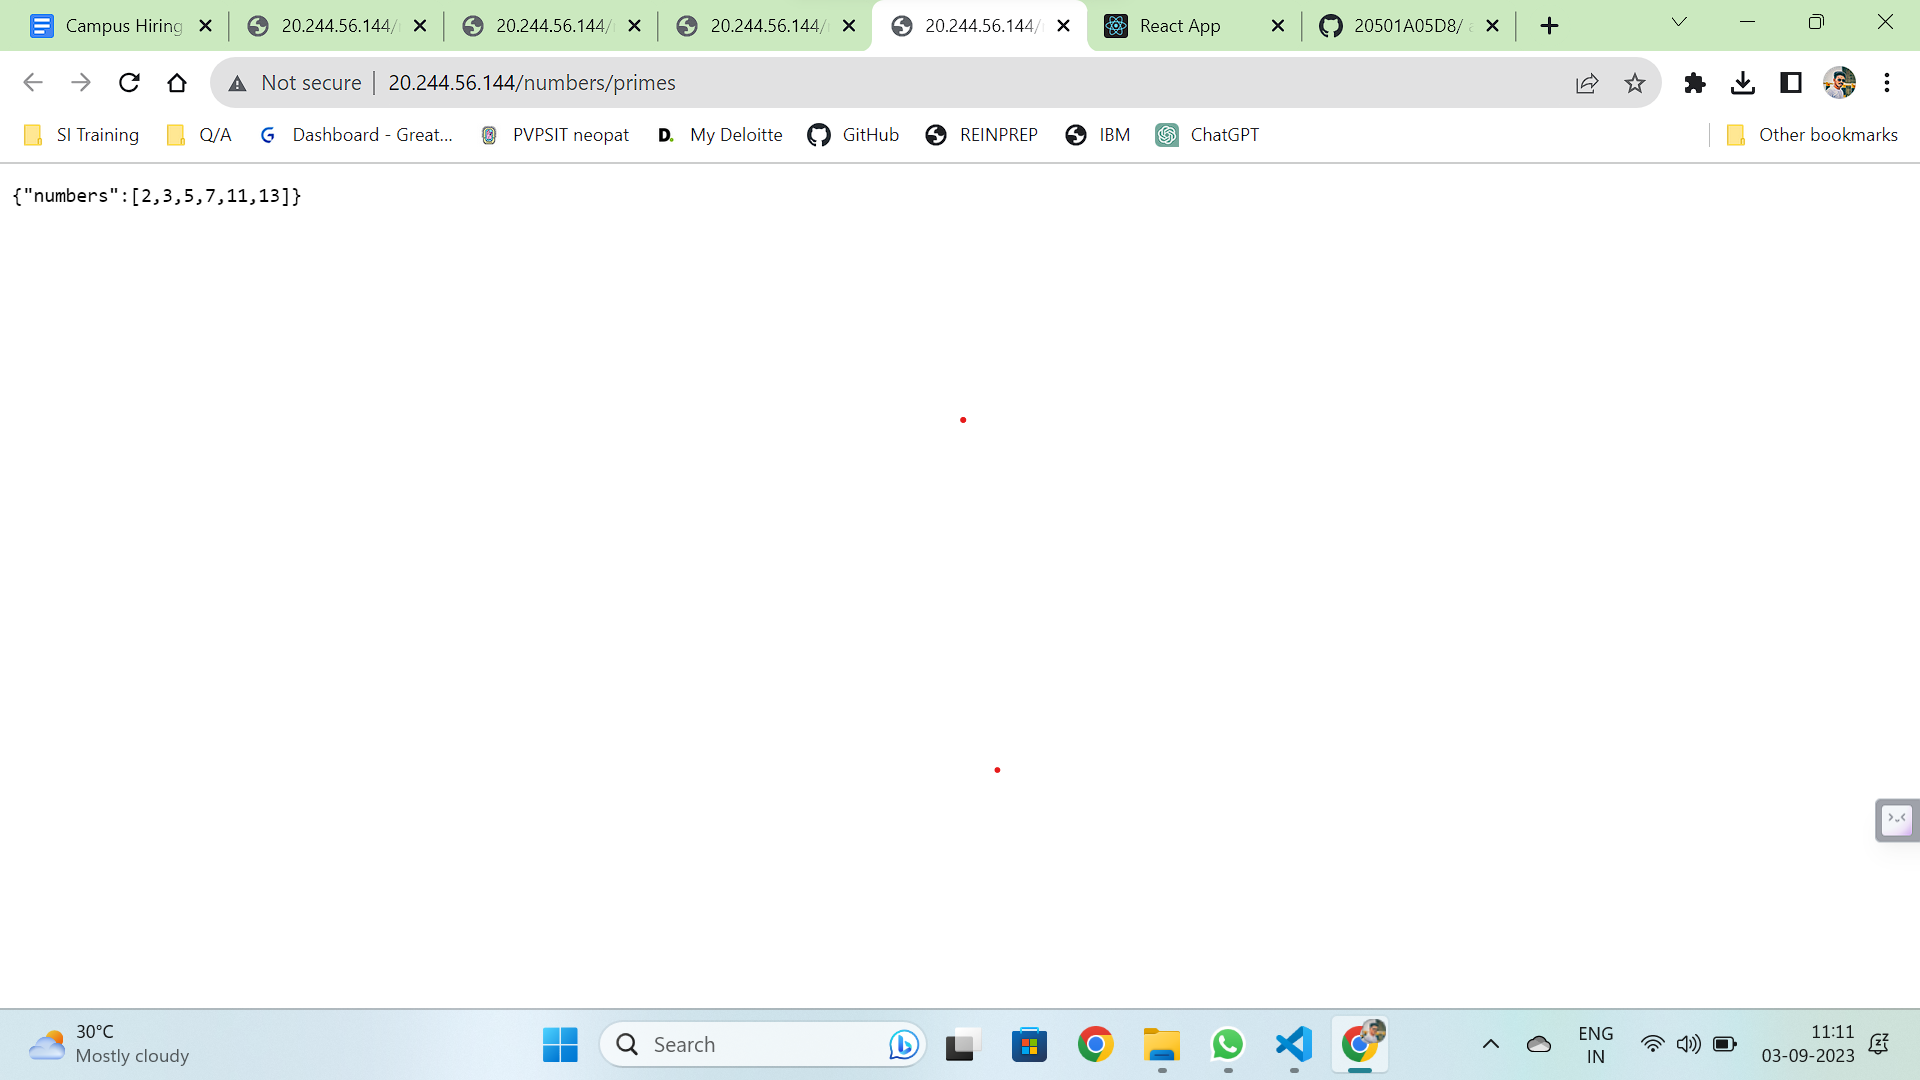 Campus Hiring
20.244.56.144/
20.244.56.144/
20.244.56.144/
20.244.56.144/
React App
20501A05D8/
Not secure
20.244.56.144/numbers/primes
SI Training
Q/A
Dashboard - Great...
PVPSIT neopat
D.
My Deloitte
GitHub
REINPREP
IBM
ChatGPT
Other bookmarks
{"numbers":[2,3,5,7,11,13]}
30°C
Mostly cloudy
Search
ENG
IN
11:11
03-09-2023